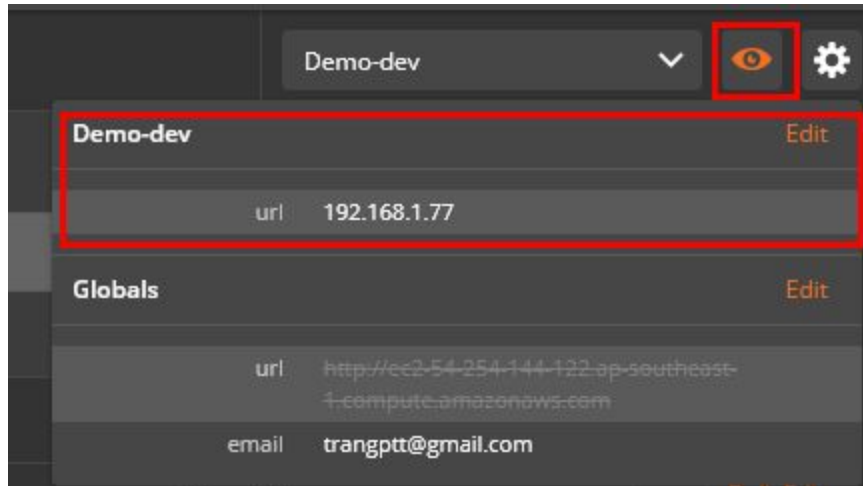 Demo-dev
Demo-dev Edit
url 192.168.1.77
Globals Edit
url http://ec2-54-254-144-122.ap-southeast-
1.compute.amazonaws.com
email trangptt@gmail.com